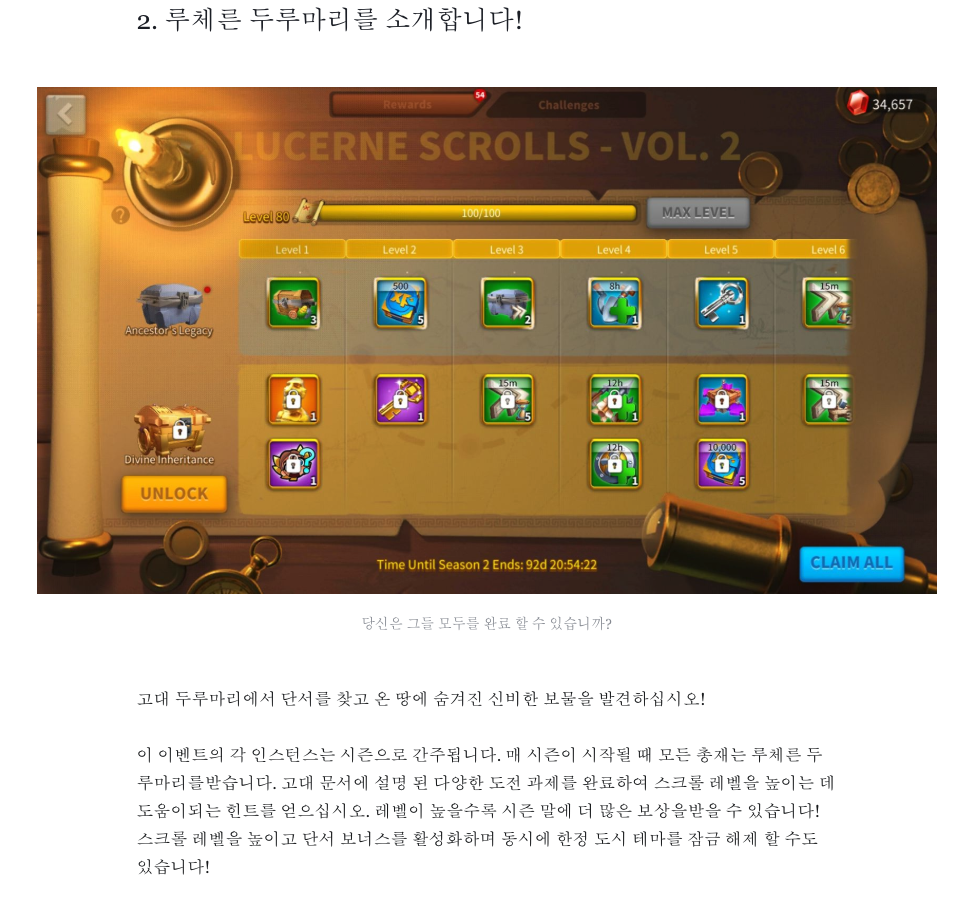 2. 루체른 두루마리를 소개합니다!
Rewards
54
Challenges
34,657
LUCERNE SCROLLS - VOL. 2
?
Level 80
100/100
MAX LEVEL
Level 1 Level 2 Level 3 Level 4 Level 5 Level 6
500 8h 15m
3 5 2 1 1 2
Ancestor's Legacy
15m 12h 15m
1 1 5 1 1
12h 10,000
1 1 5
Divine Inheritance
UNLOCK
Time Until Season 2 Ends: 92d 20:54:22
CLAIM ALL
당신은 그들 모두를 완료 할 수 있습니까?
고대 두루마리에서 단서를 찾고 온 땅에 숨겨진 신비한 보물을 발견하십시오!
이 이벤트의 각 인스턴스는 시즌으로 간주됩니다. 매 시즌이 시작될 때 모든 총재는 루체른 두
루마리를받습니다. 고대 문서에 설명 된 다양한 도전 과제를 완료하여 스크롤 레벨을 높이는 데
도움이되는 힌트를 얻으십시오. 레벨이 높을수록 시즌 말에 더 많은 보상을받을 수 있습니다!
스크롤 레벨을 높이고 단서 보너스를 활성화하며 동시에 한정 도시 테마를 잠금 해제 할 수도
있습니다!